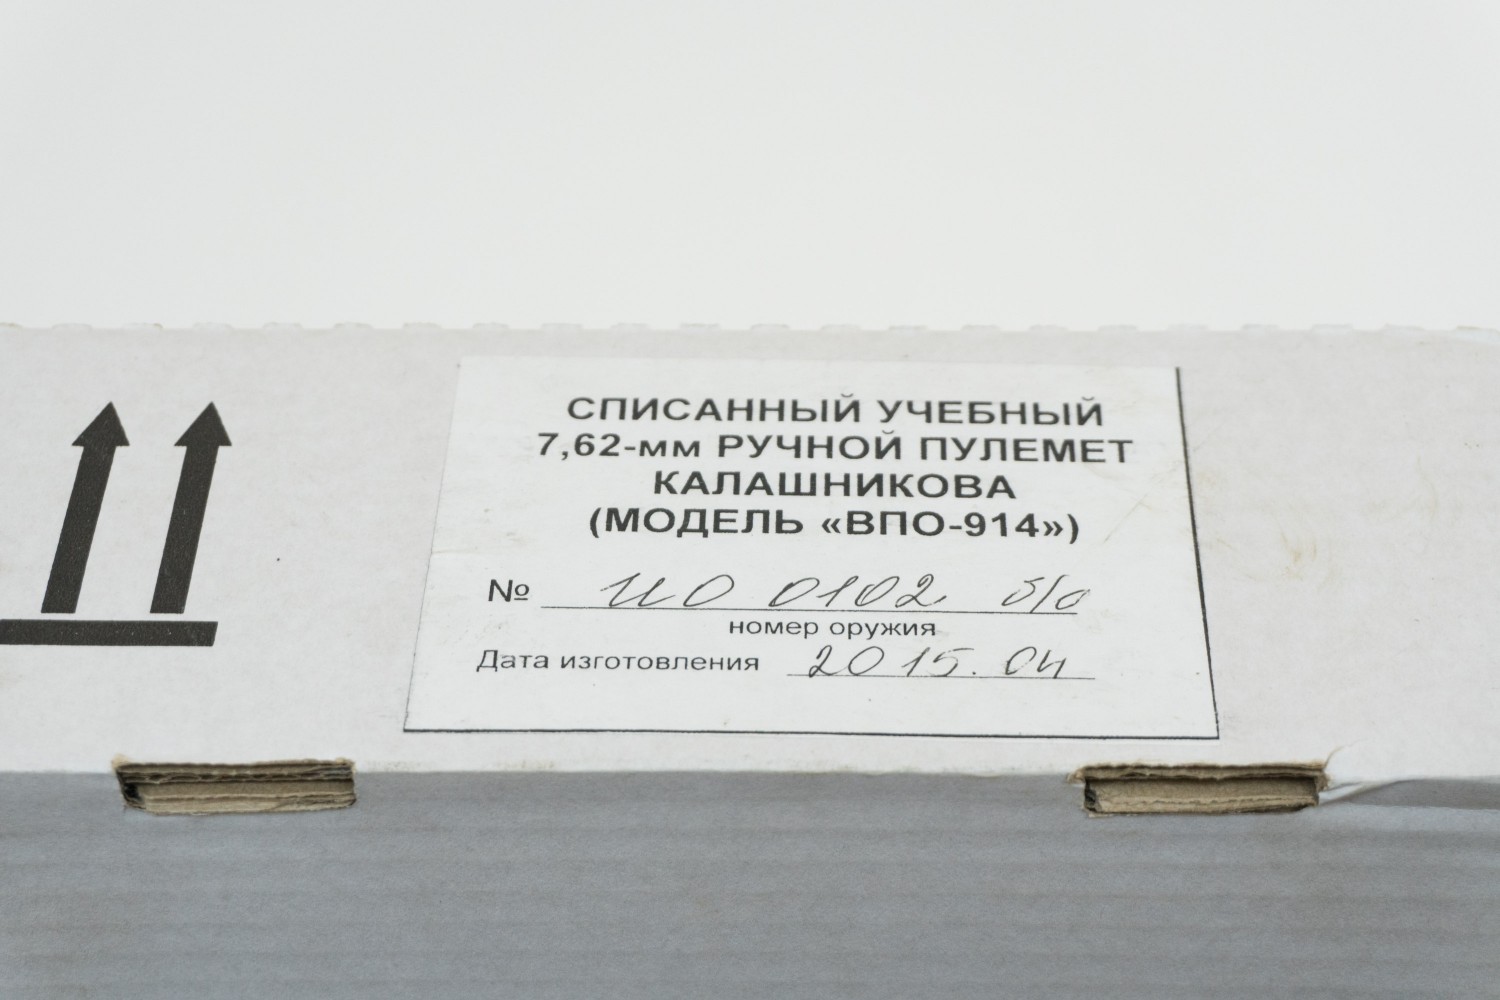 СПИСАННЫЙ УЧЕБНЫЙ
7,62-мм РУЧНОЙ ПУЛЕМЕТ
КАЛАШНИКОВА
(МОДЕЛЬ «ВПО-914»)
№ ИО 0102 б/о
номер оружия
Дата изготовления 2015. 04